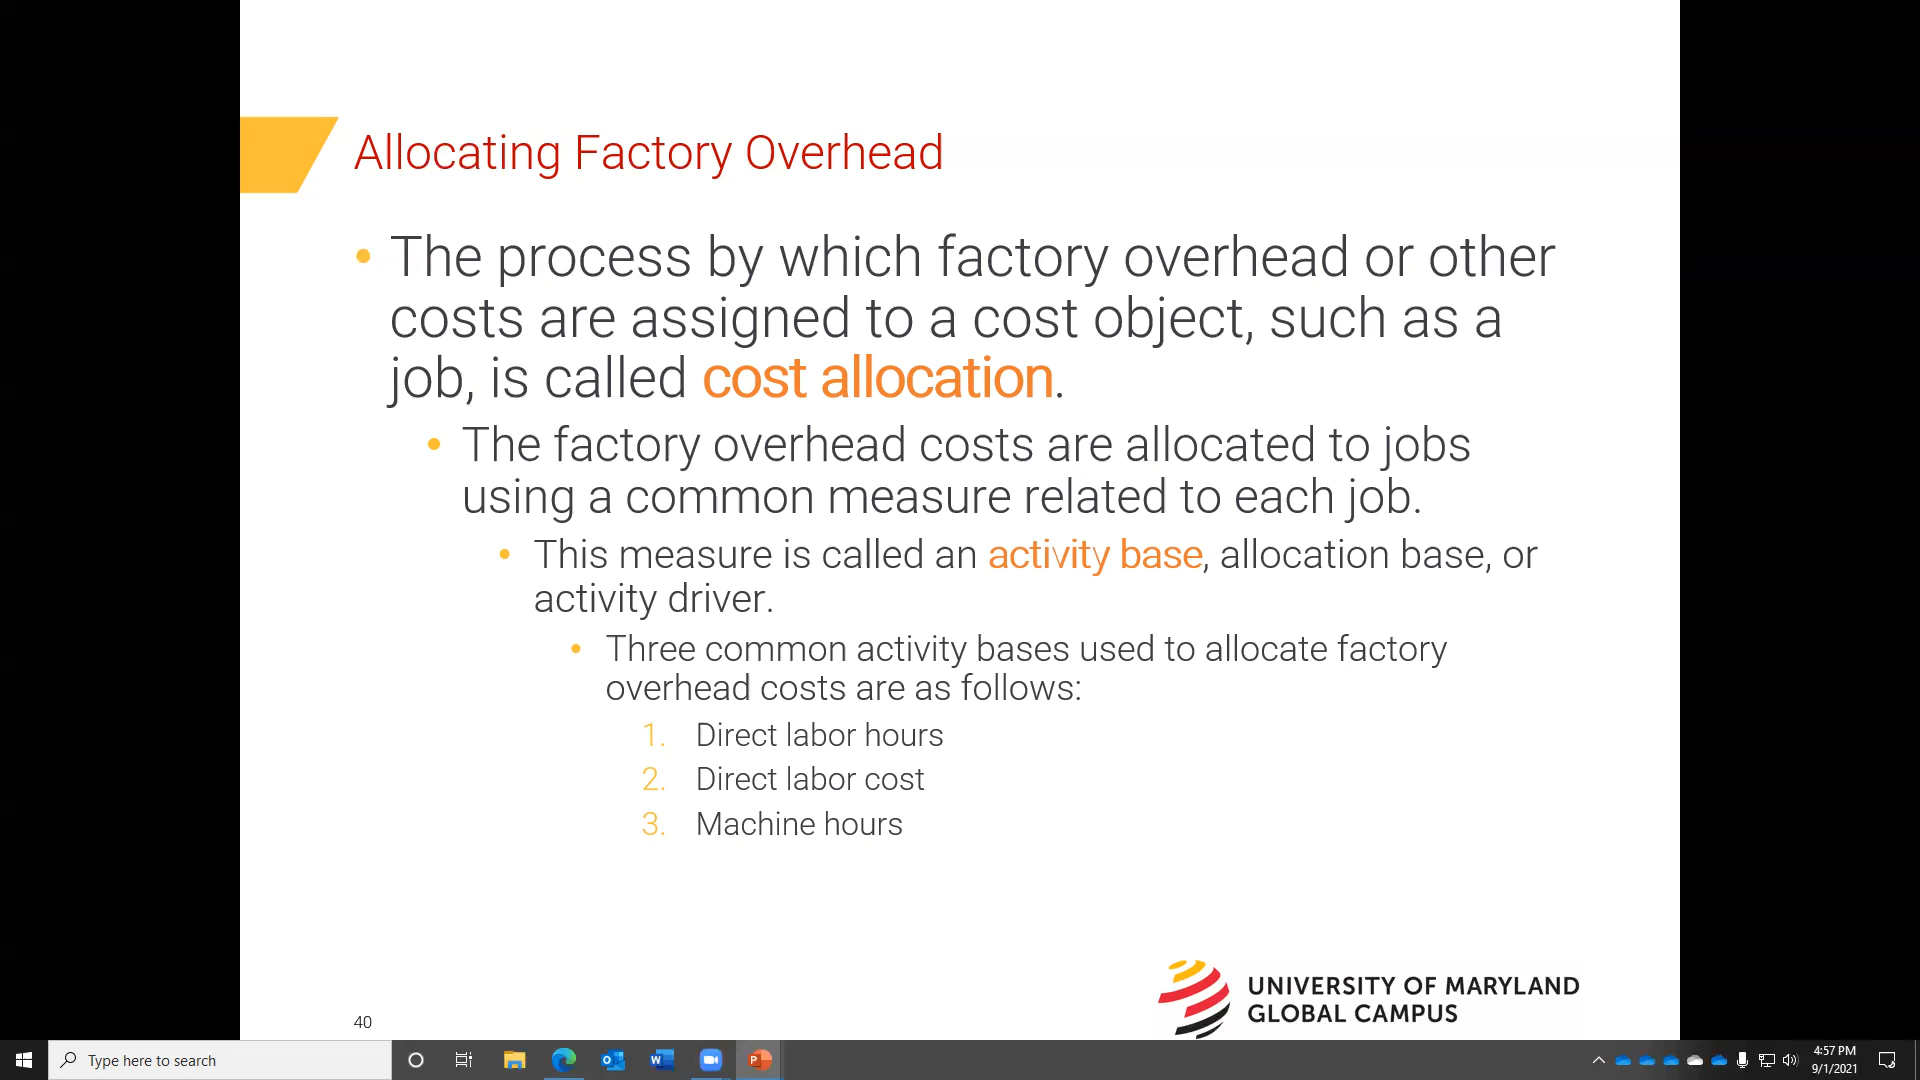 Allocating Factory Overhead
• The process by which factory overhead or other
costs are assigned to a cost object, such as a
job, is called cost allocation.
• The factory overhead costs are allocated to jobs
using a common measure related to each job.
• This measure is called an activity base, allocation base, or
activity driver.
• Three common activity bases used to allocate factory
overhead costs are as follows:
1. Direct labor hours
2. Direct labor cost
3. Machine hours
UNIVERSITY OF MARYLAND
GLOBAL CAMPUS
40
Type here to search
4:57 PM
9/1/2021